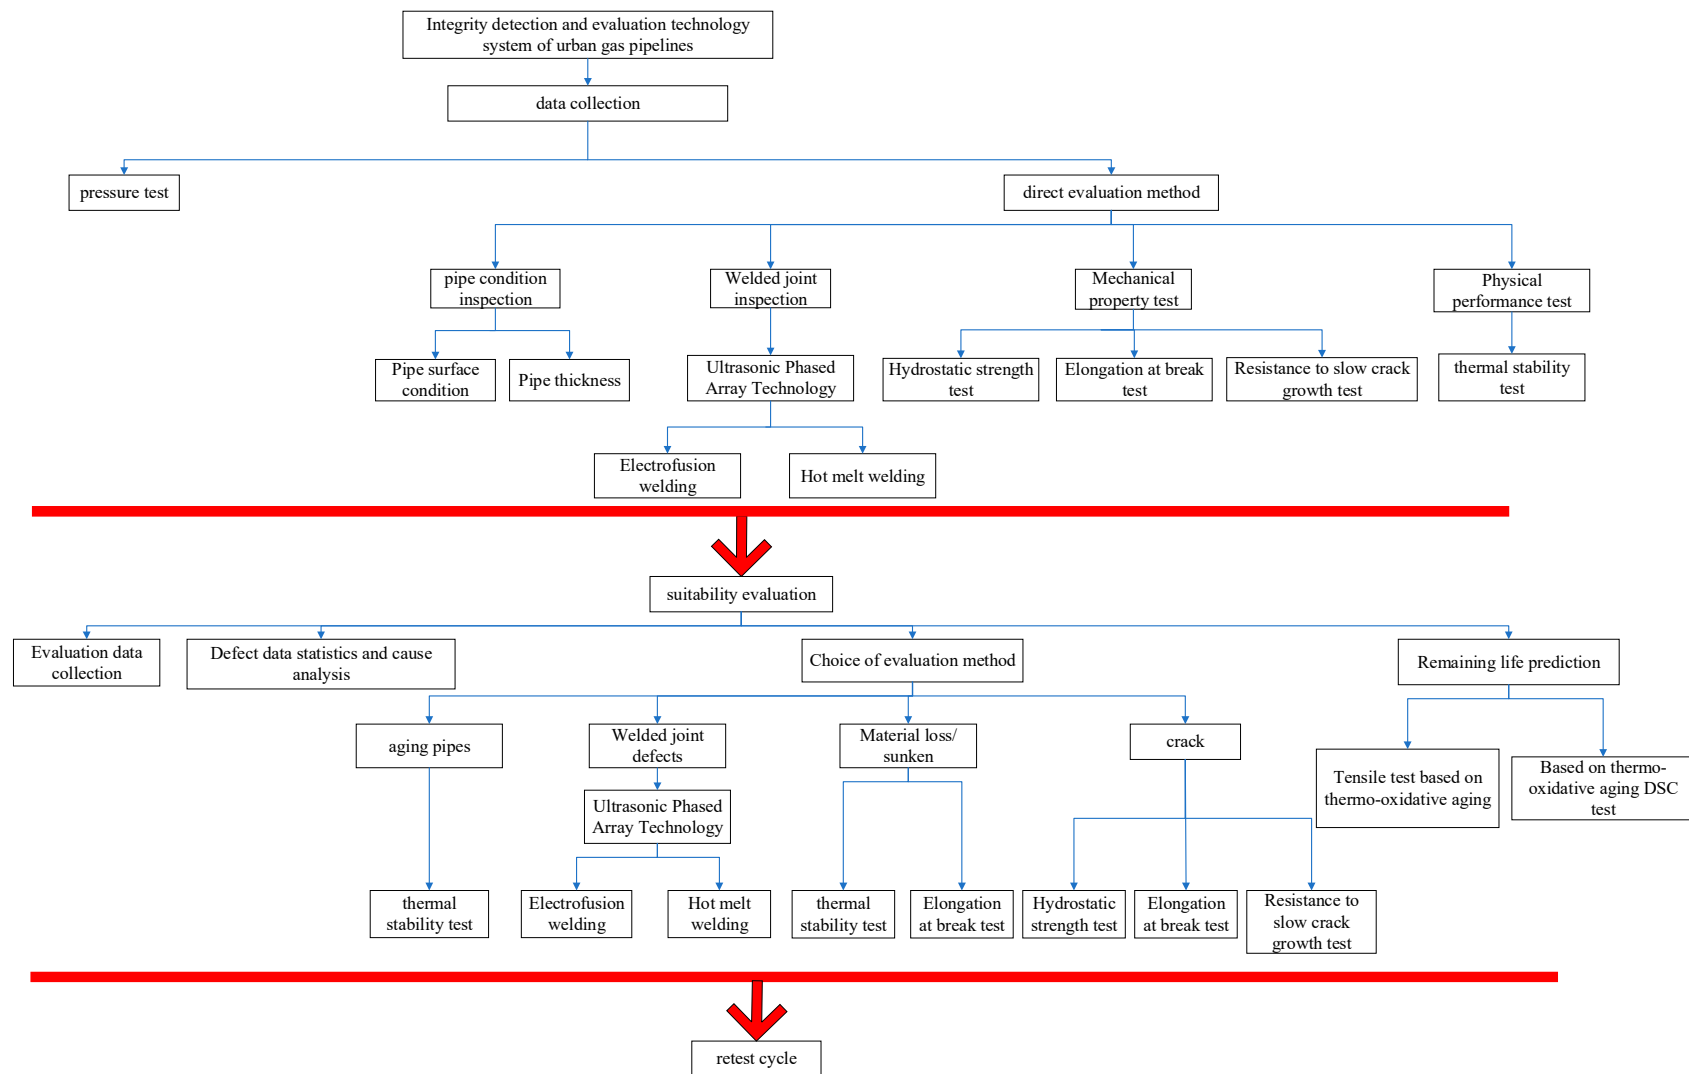 Integrity detection and evaluation technology
system of urban gas pipelines
data collection
pressure test
direct evaluation method
pipe condition
inspection
Welded joint
inspection
Mechanical
property test
Physical
performance test
Pipe surface
condition
Pipe thickness
Ultrasonic Phased
Array Technology
Hydrostatic strength
test
Elongation at break
test
Resistance to slow crack
growth test
thermal stability
test
Electrofusion
welding
Hot melt welding
suitability evaluation
Evaluation data
collection
Defect data statistics and cause
analysis
Choice of evaluation method
Remaining life prediction
aging pipes
Welded joint
defects
Material loss/
sunken
crack
Tensile test based on
thermo-oxidative aging
Based on thermo-
oxidative aging DSC
test
Ultrasonic Phased
Array Technology
thermal
stability test
Electrofusion
welding
Hot melt
welding
thermal
stability test
Elongation
at break test
Hydrostatic
strength test
Elongation
at break test
Resistance to
slow crack
growth test
retest cycle